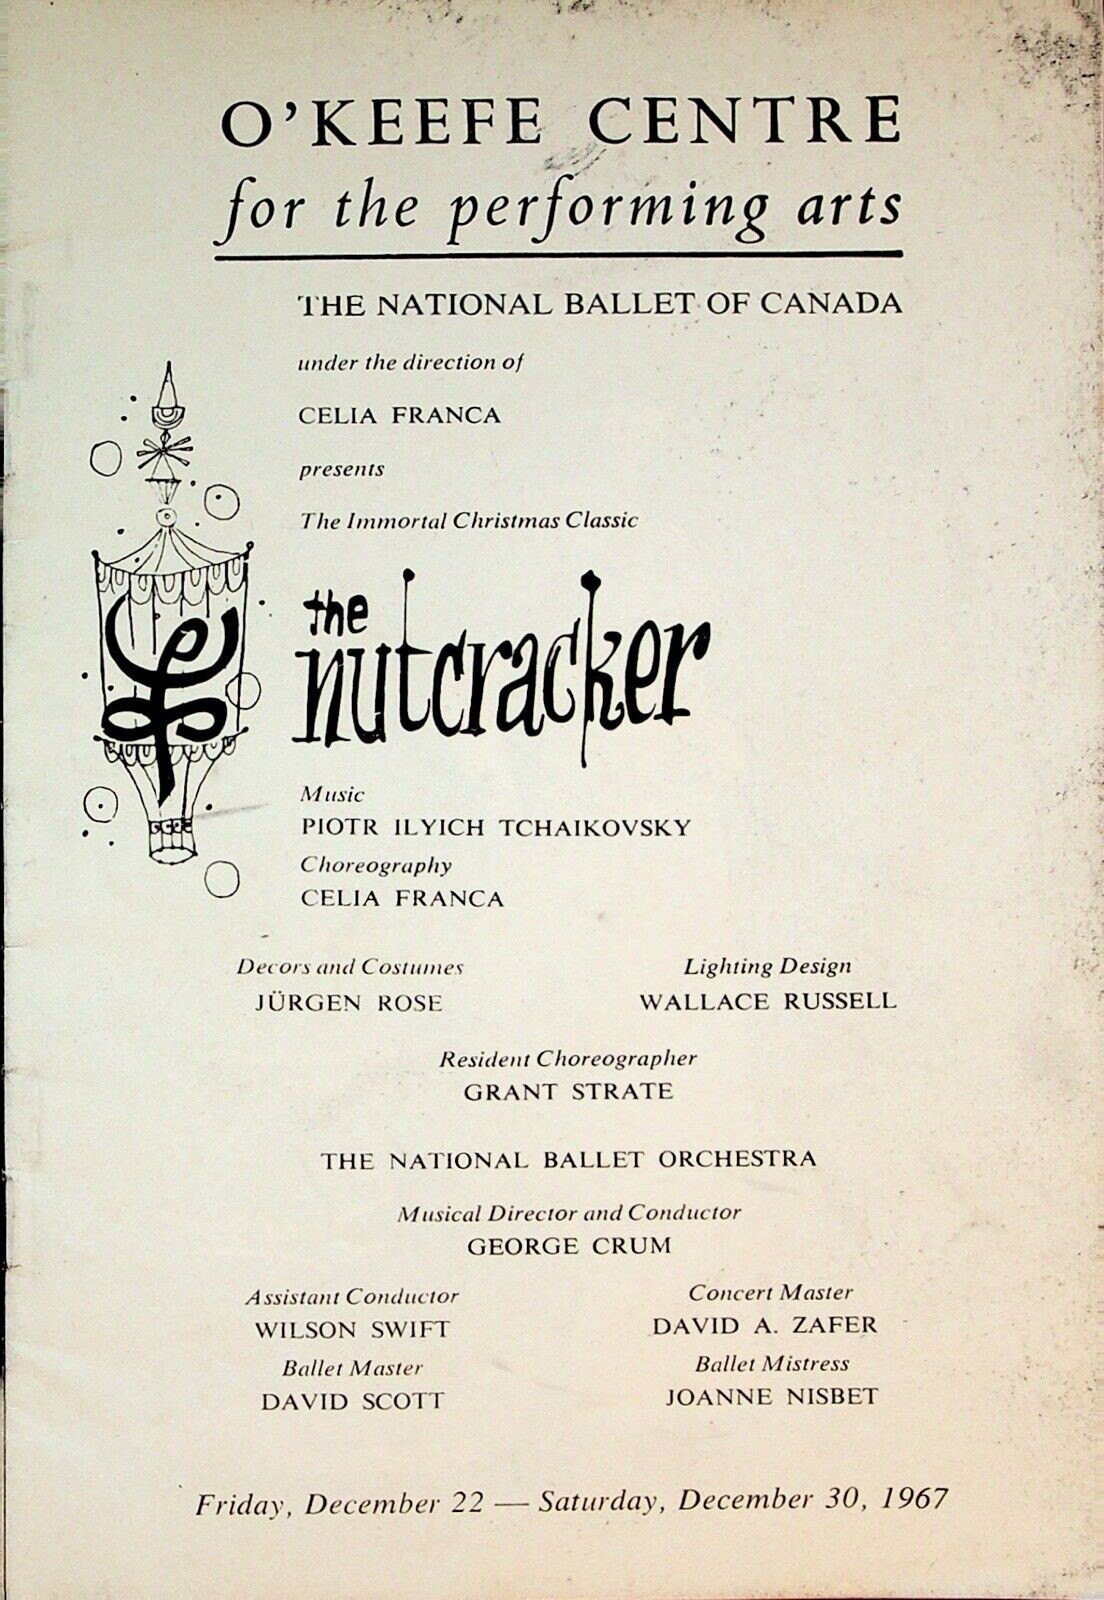 O'KEEFE CENTRE
for the performing arts
THE NATIONAL BALLET OF CANADA
under the direction of
CELIA FRANCA
presents
The Immortal Christmas Classic
the
nutcracker
Music
PIOTR ILYICH TCHAIKOVSKY
Choreography
CELIA FRANCA
Decors and Costumes
JÜRGEN ROSE
Lighting Design
WALLACE RUSSELL
Resident Choreographer
GRANT STRATE
THE NATIONAL BALLET ORCHESTRA
Musical Director and Conductor
GEORGE CRUM
Assistant Conductor
WILSON SWIFT
Concert Master
DAVID A. ZAFER
Ballet Master
DAVID SCOTT
Ballet Mistress
JOANNE NISBET
Friday, December 22 — Saturday, December 30, 1967